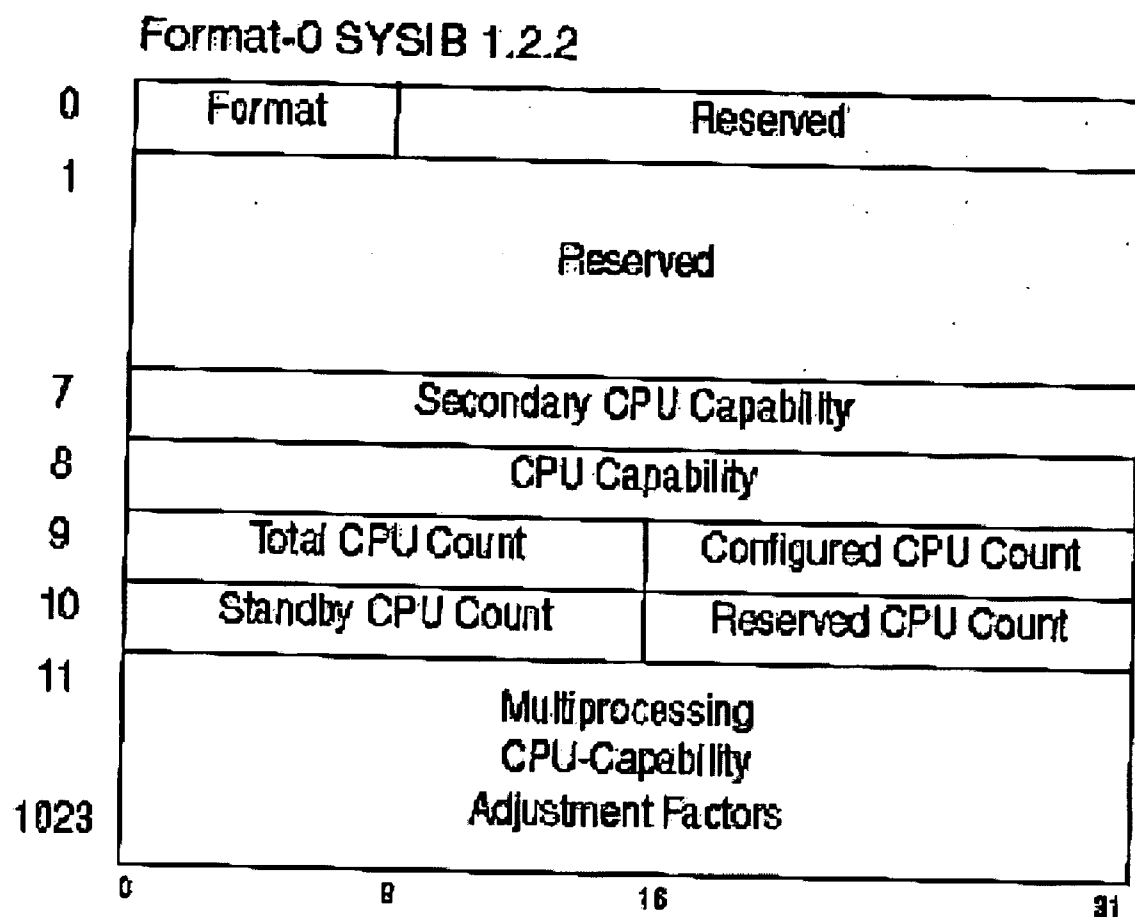 Format-0 SYSIB 1.2.2
0 Format Reserved
1
Reserved
7 Secondary CPU Capability
8 CPU Capability
9 Total CPU Count Configured CPU Count
10 Standby CPU Count Reserved CPU Count
11
Multiprocessing
CPU-Capability
1023 Adjustment Factors
0 8 16 31